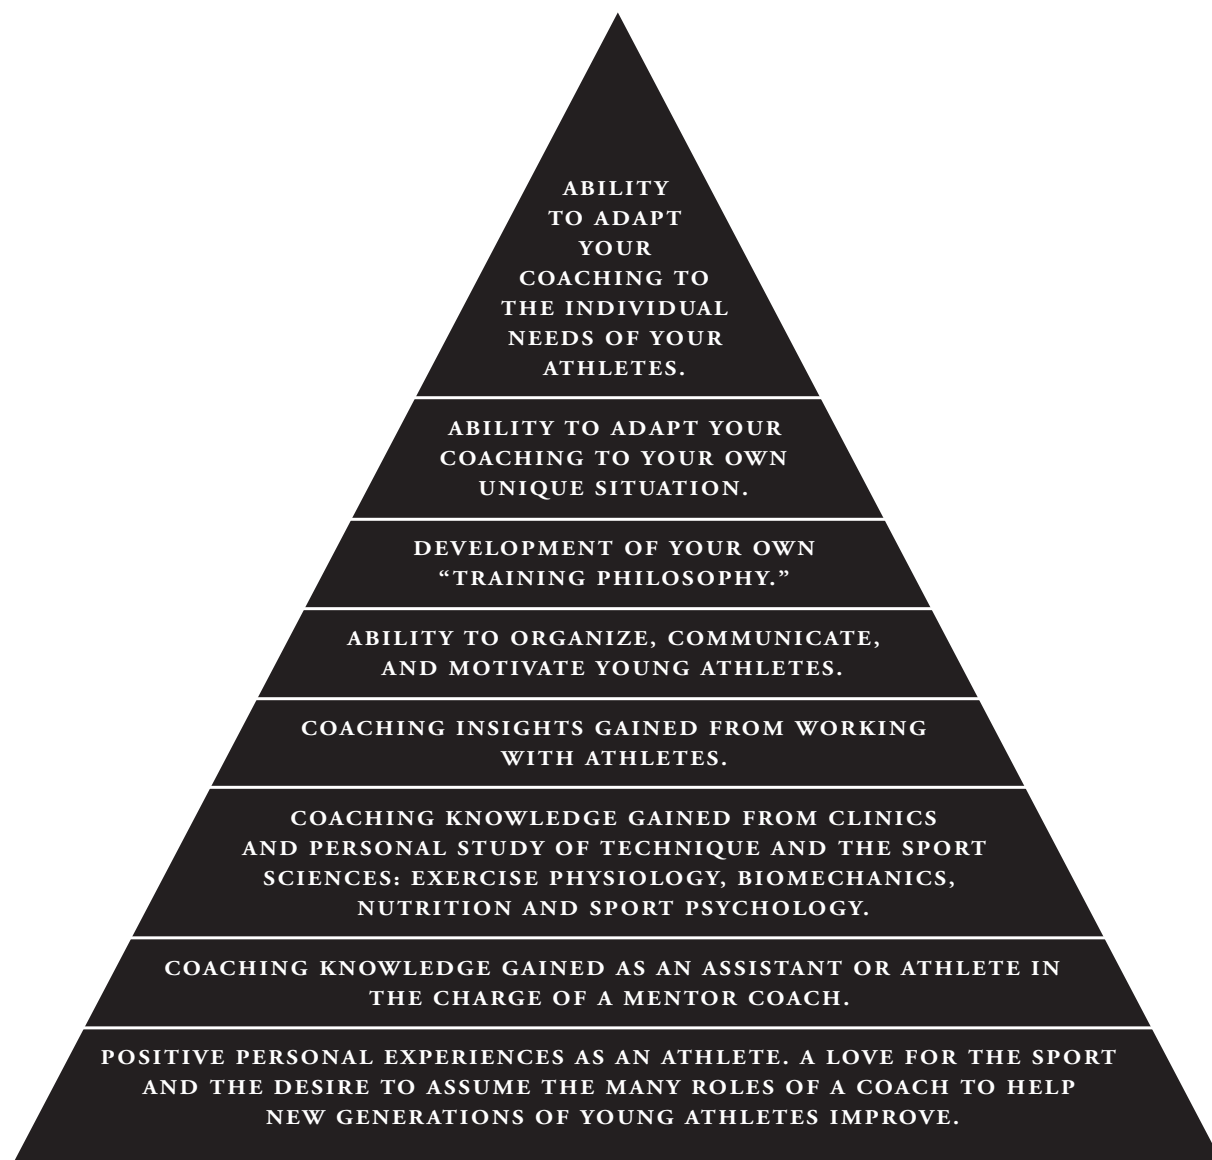 ABILITY
TO ADAPT
YOUR
COACHING TO
THE INDIVIDUAL
NEEDS OF YOUR
ATHLETES.
ABILITY TO ADAPT YOUR
COACHING TO YOUR OWN
UNIQUE SITUATION.
DEVELOPMENT OF YOUR OWN
“TRAINING PHILOSOPHY.”
ABILITY TO ORGANIZE, COMMUNICATE,
AND MOTIVATE YOUNG ATHLETES.
COACHING INSIGHTS GAINED FROM WORKING
WITH ATHLETES.
COACHING KNOWLEDGE GAINED FROM CLINICS
AND PERSONAL STUDY OF TECHNIQUE AND THE SPORT
SCIENCES: EXERCISE PHYSIOLOGY, BIOMECHANICS,
NUTRITION AND SPORT PSYCHOLOGY.
COACHING KNOWLEDGE GAINED AS AN ASSISTANT OR ATHLETE IN
THE CHARGE OF A MENTOR COACH.
POSITIVE PERSONAL EXPERIENCES AS AN ATHLETE. A LOVE FOR THE SPORT
AND THE DESIRE TO ASSUME THE MANY ROLES OF A COACH TO HELP
NEW GENERATIONS OF YOUNG ATHLETES IMPROVE.